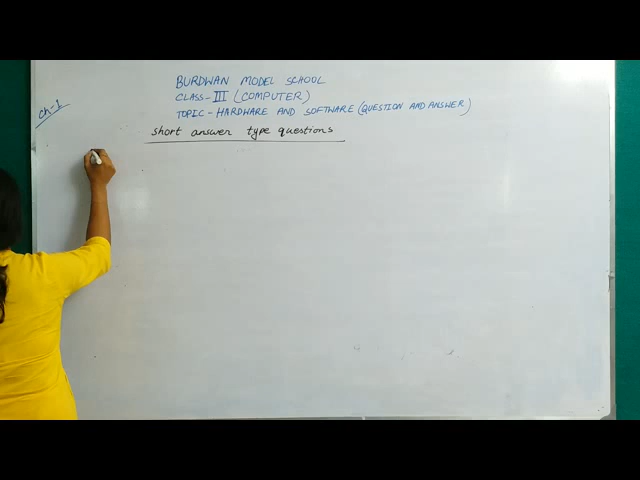 BURDWAN MODEL SCHOOL
CLASS-III (COMPUTER)
Ch-1
TOPIC-HARDWARE AND SOFTWARE (QUESTION AND ANSWER)
short answer type questions